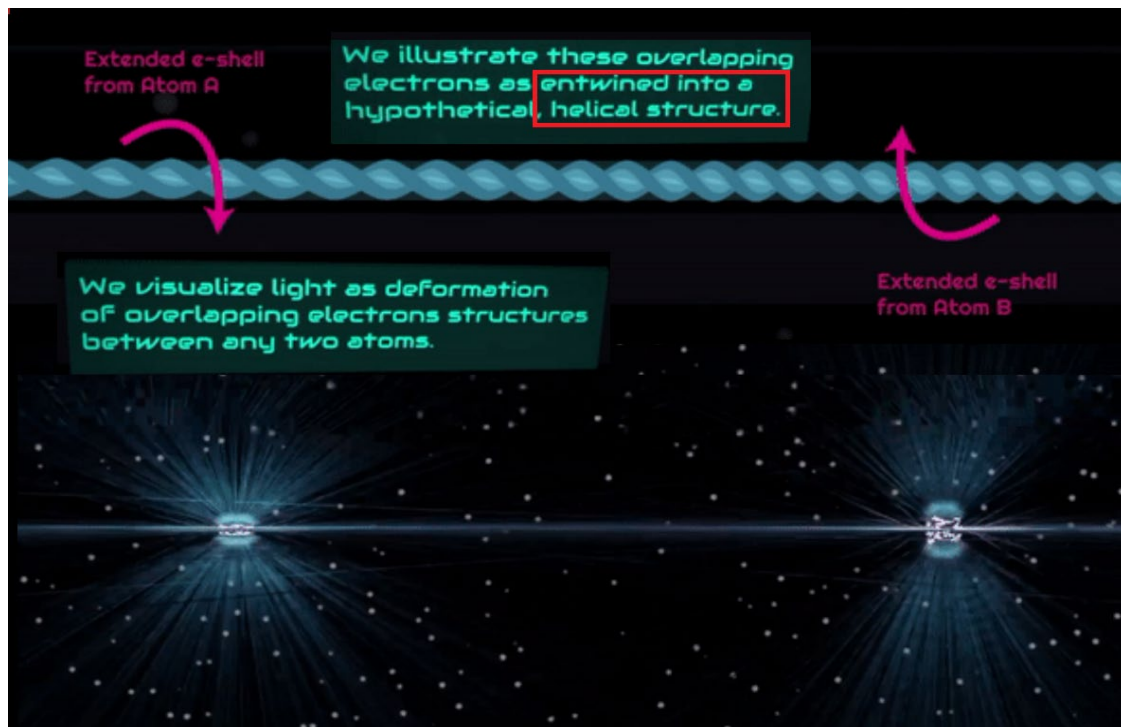 Extended e-shell
from Atom A
We illustrate these overlapping
electrons as entwined into a
hypothetical, helical structure.
We visualize light as deformation
of overlapping electrons structures
between any two atoms.
Extended e-shell
from Atom B